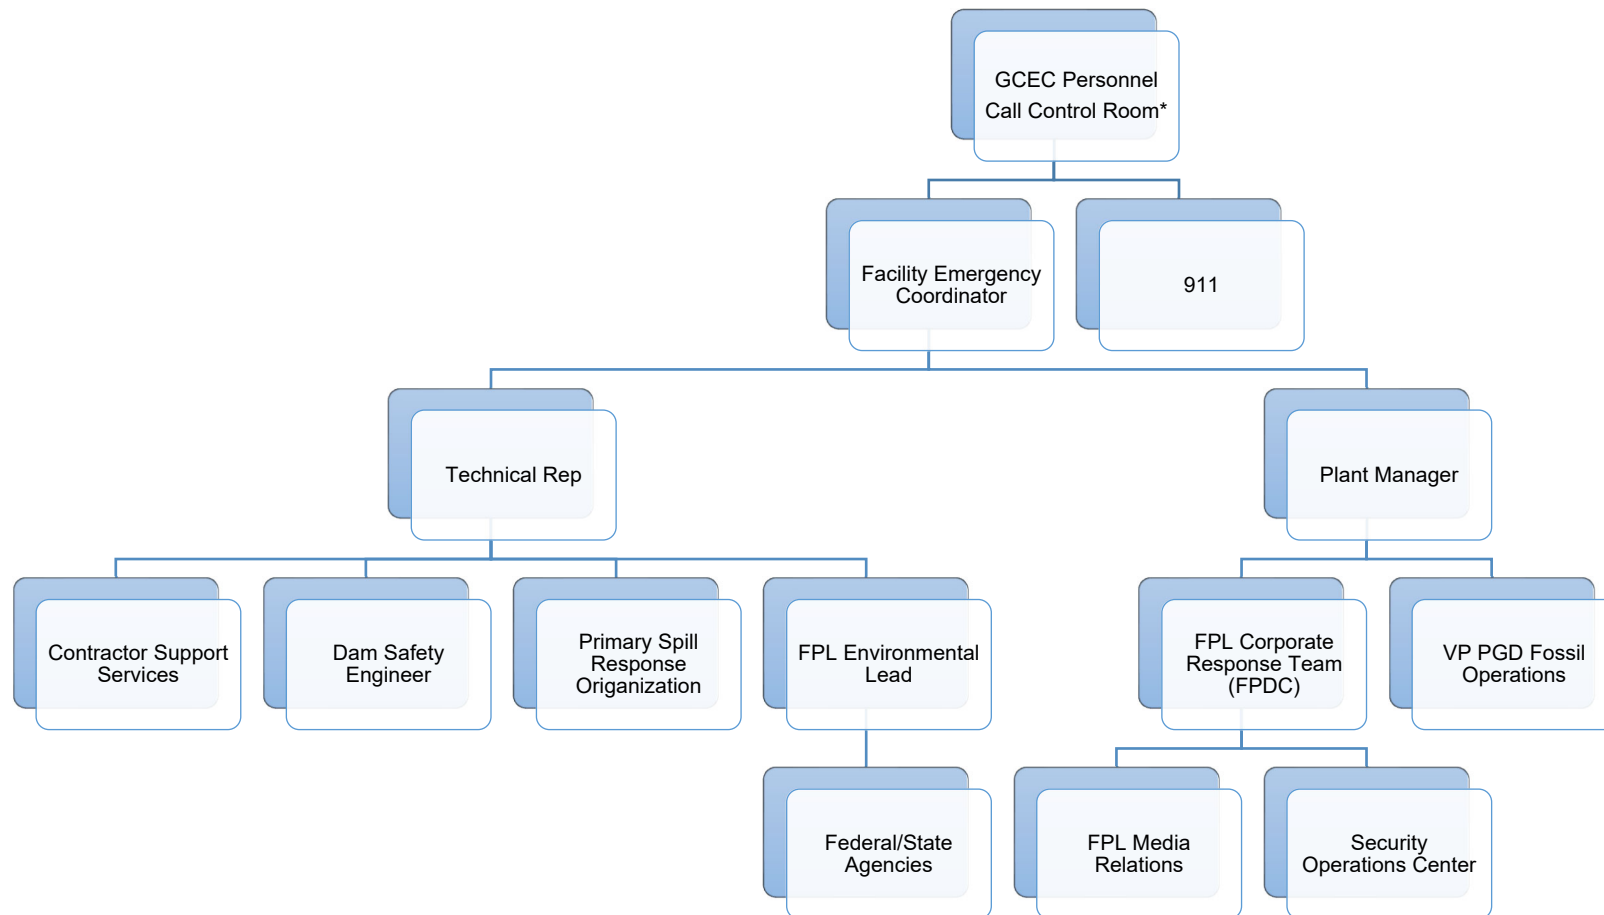 GCEC Personnel
Call Control Room*
Facility Emergency
Coordinator
911
Technical Rep
Plant Manager
Contractor Support
Services
Dam Safety
Engineer
Primary Spill
Response
Origanization
FPL Environmental
Lead
FPL Corporate
Response Team
(FPDC)
VP PGD Fossil
Operations
Federal/State
Agencies
FPL Media
Relations
Security
Operations Center